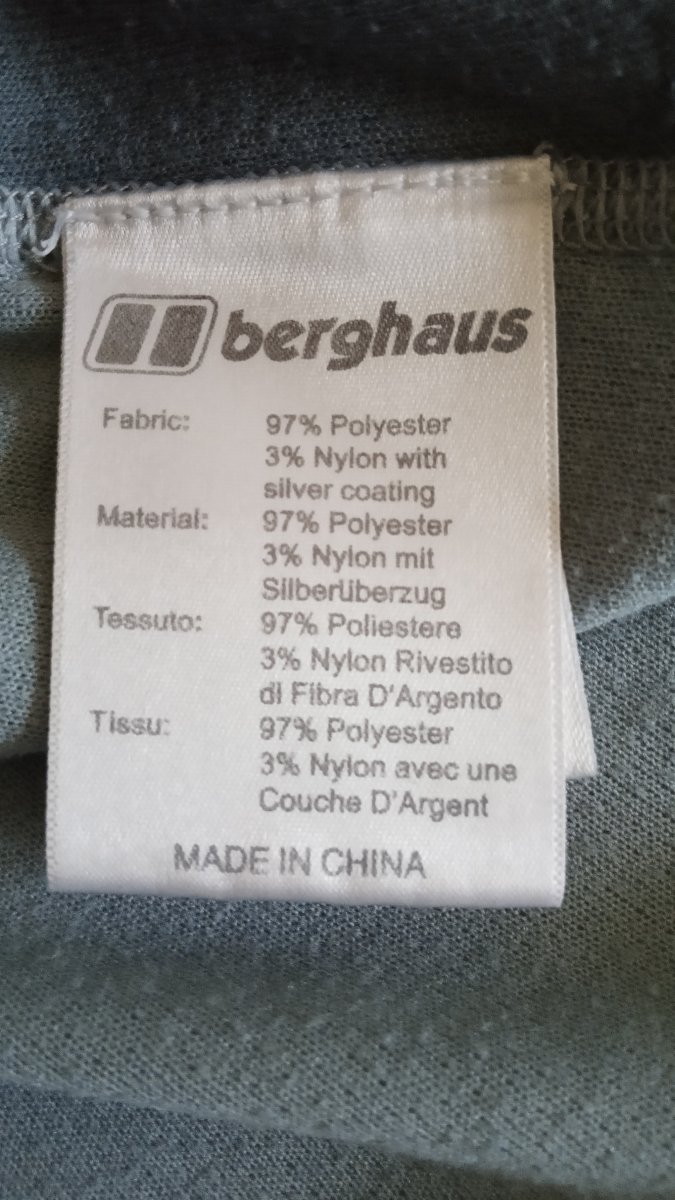 berghaus
Fabric: 97% Polyester
3% Nylon with
silver coating
Material: 97% Polyester
3% Nylon mit
Silberüberzug
Tessuto: 97% Poliestere
3% Nylon Rivestito
di Fibra D'Argento
Tissu: 97% Polyester
3% Nylon avec une
Couche D'Argent
MADE IN CHINA